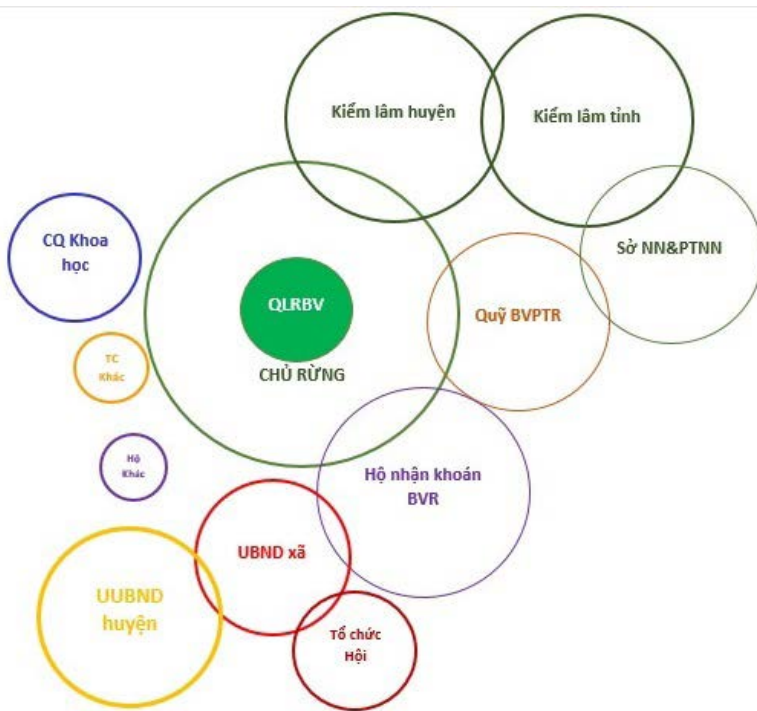 Kiểm lâm huyện
Kiểm lâm tỉnh
CQ Khoa
học
Sở NN&PTNN
QLRBV
Quỹ BVPTR
TC
Khác
CHỦ RỪNG
Hộ
Khác
Hộ nhận khoán
BVR
UBND xã
UUBND
huyện
Tổ chức
Hội